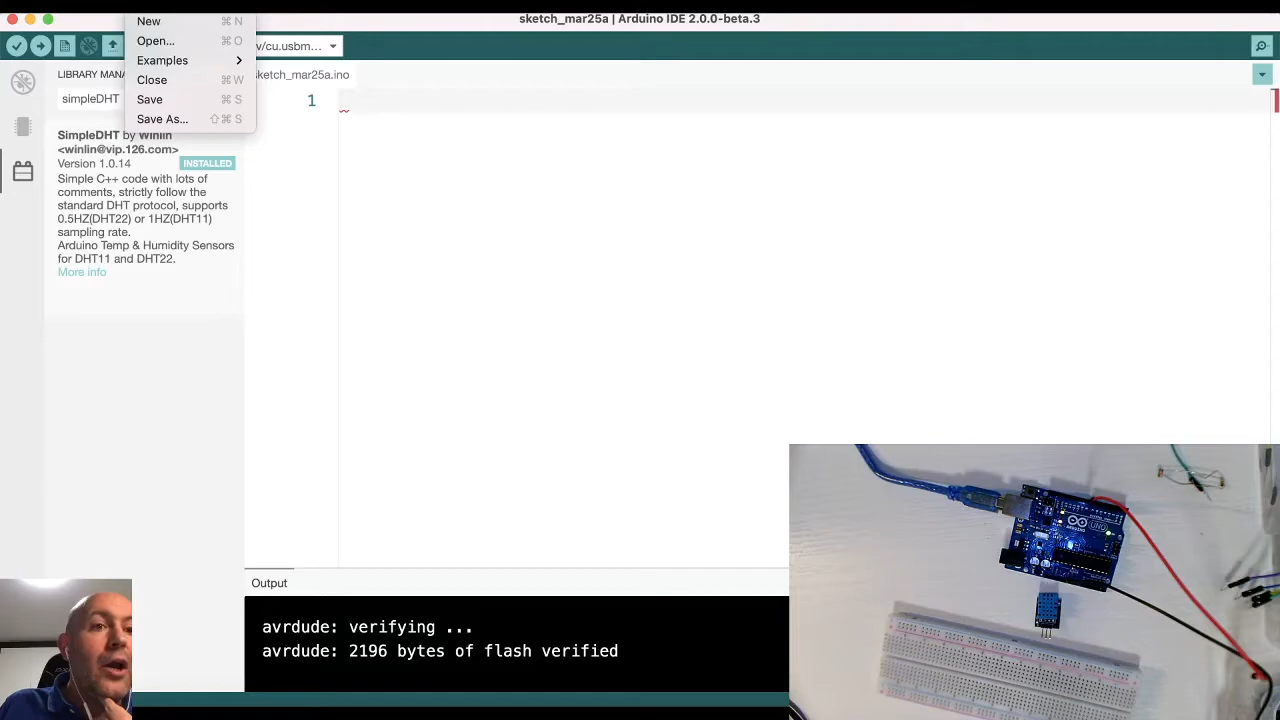 sketch_mar25a | Arduino IDE 2.0.0-beta.3
New ⌘ N
Open... ⌘ O
Examples
Close ⌘ W
Save ⌘ S
Save As... ⇧ ⌘ S
v/cu.usbm...
LIBRARY MANA
sketch_mar25a.ino
simpleDHT
1
SimpleDHT by Winlin
<winlin@vip.126.com>
Version 1.0.14 INSTALLED
Simple C++ code with lots of
comments, strictly follow the
standard DHT protocol, supports
0.5HZ(DHT22) or 1HZ(DHT11)
sampling rate.
Arduino Temp & Humidity Sensors
for DHT11 and DHT22.
More info
Output
avrdude: verifying ...
avrdude: 2196 bytes of flash verified
UNO